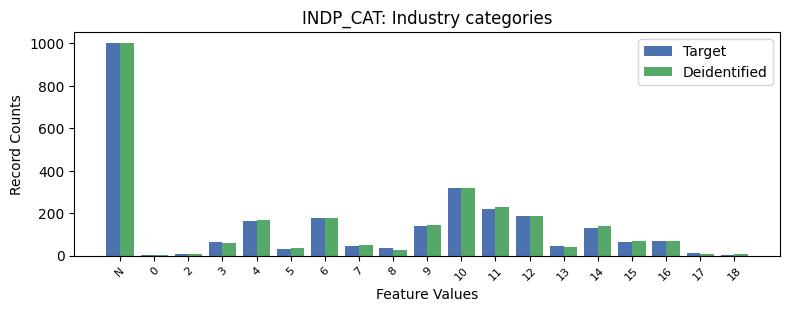 INDP_CAT: Industry categories
Target
Deidentified
Record Counts
1000
800
600
400
200
0
N 0 2 3 4 5 6 7 8 9 10 11 12 13 14 15 16 17 18
Feature Values